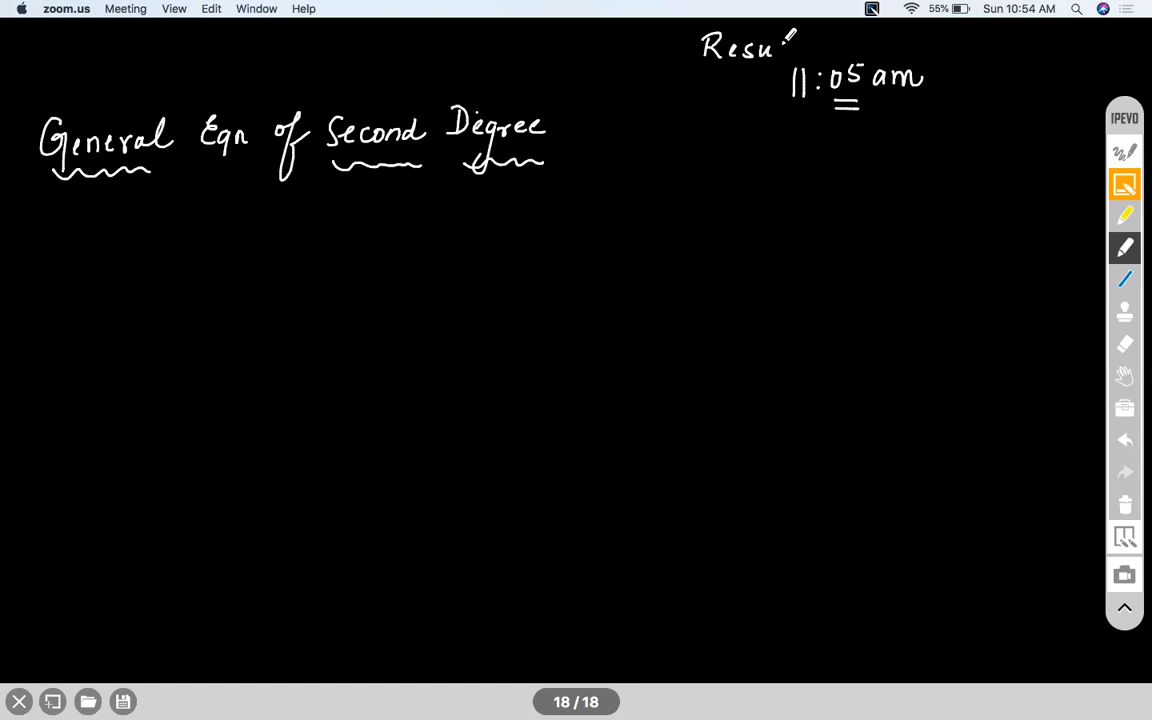 zoom.us Meeting View Edit Window Help 55% Sun 10:54 AM
Resu
11:05 am
General Eqn of Second Degree
IPEVO
18/18